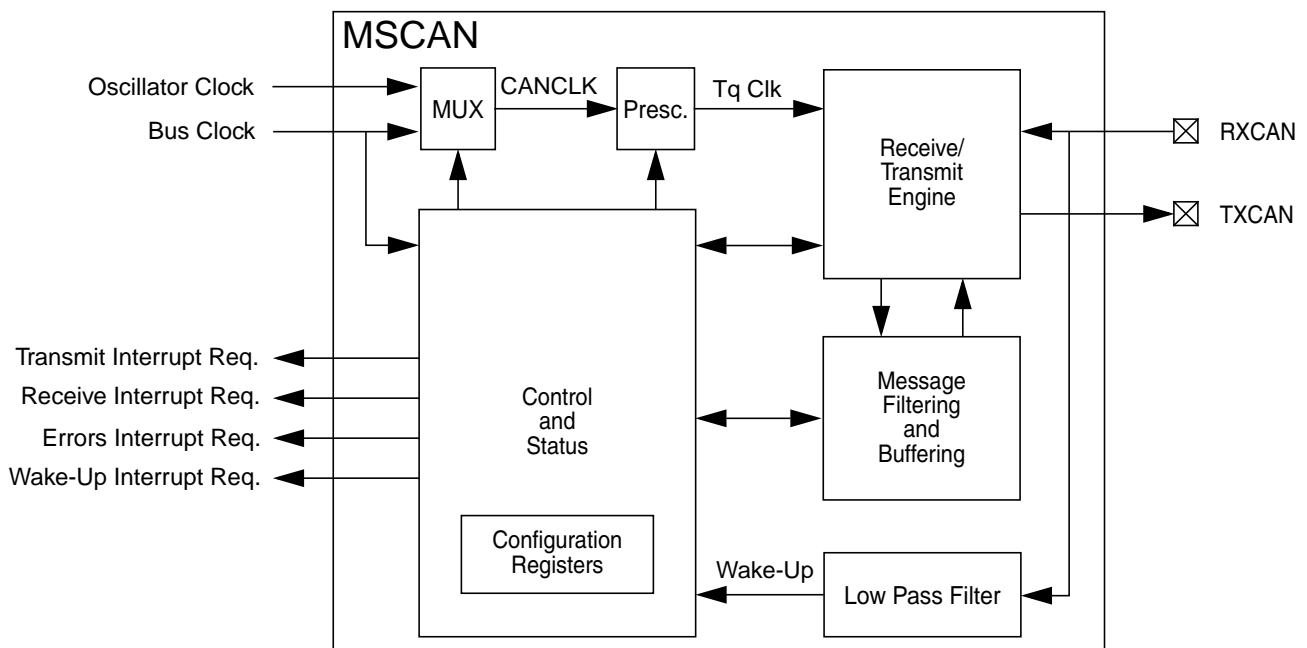 MSCAN
Oscillator Clock
Bus Clock
MUX
CANCLK
Presc.
Tq Clk
Receive/
Transmit
Engine
RXCAN
TXCAN
Transmit Interrupt Req.
Receive Interrupt Req.
Errors Interrupt Req.
Wake-Up Interrupt Req.
Control
and
Status
Message
Filtering
and
Buffering
Configuration
Registers
Wake-Up
Low Pass Filter